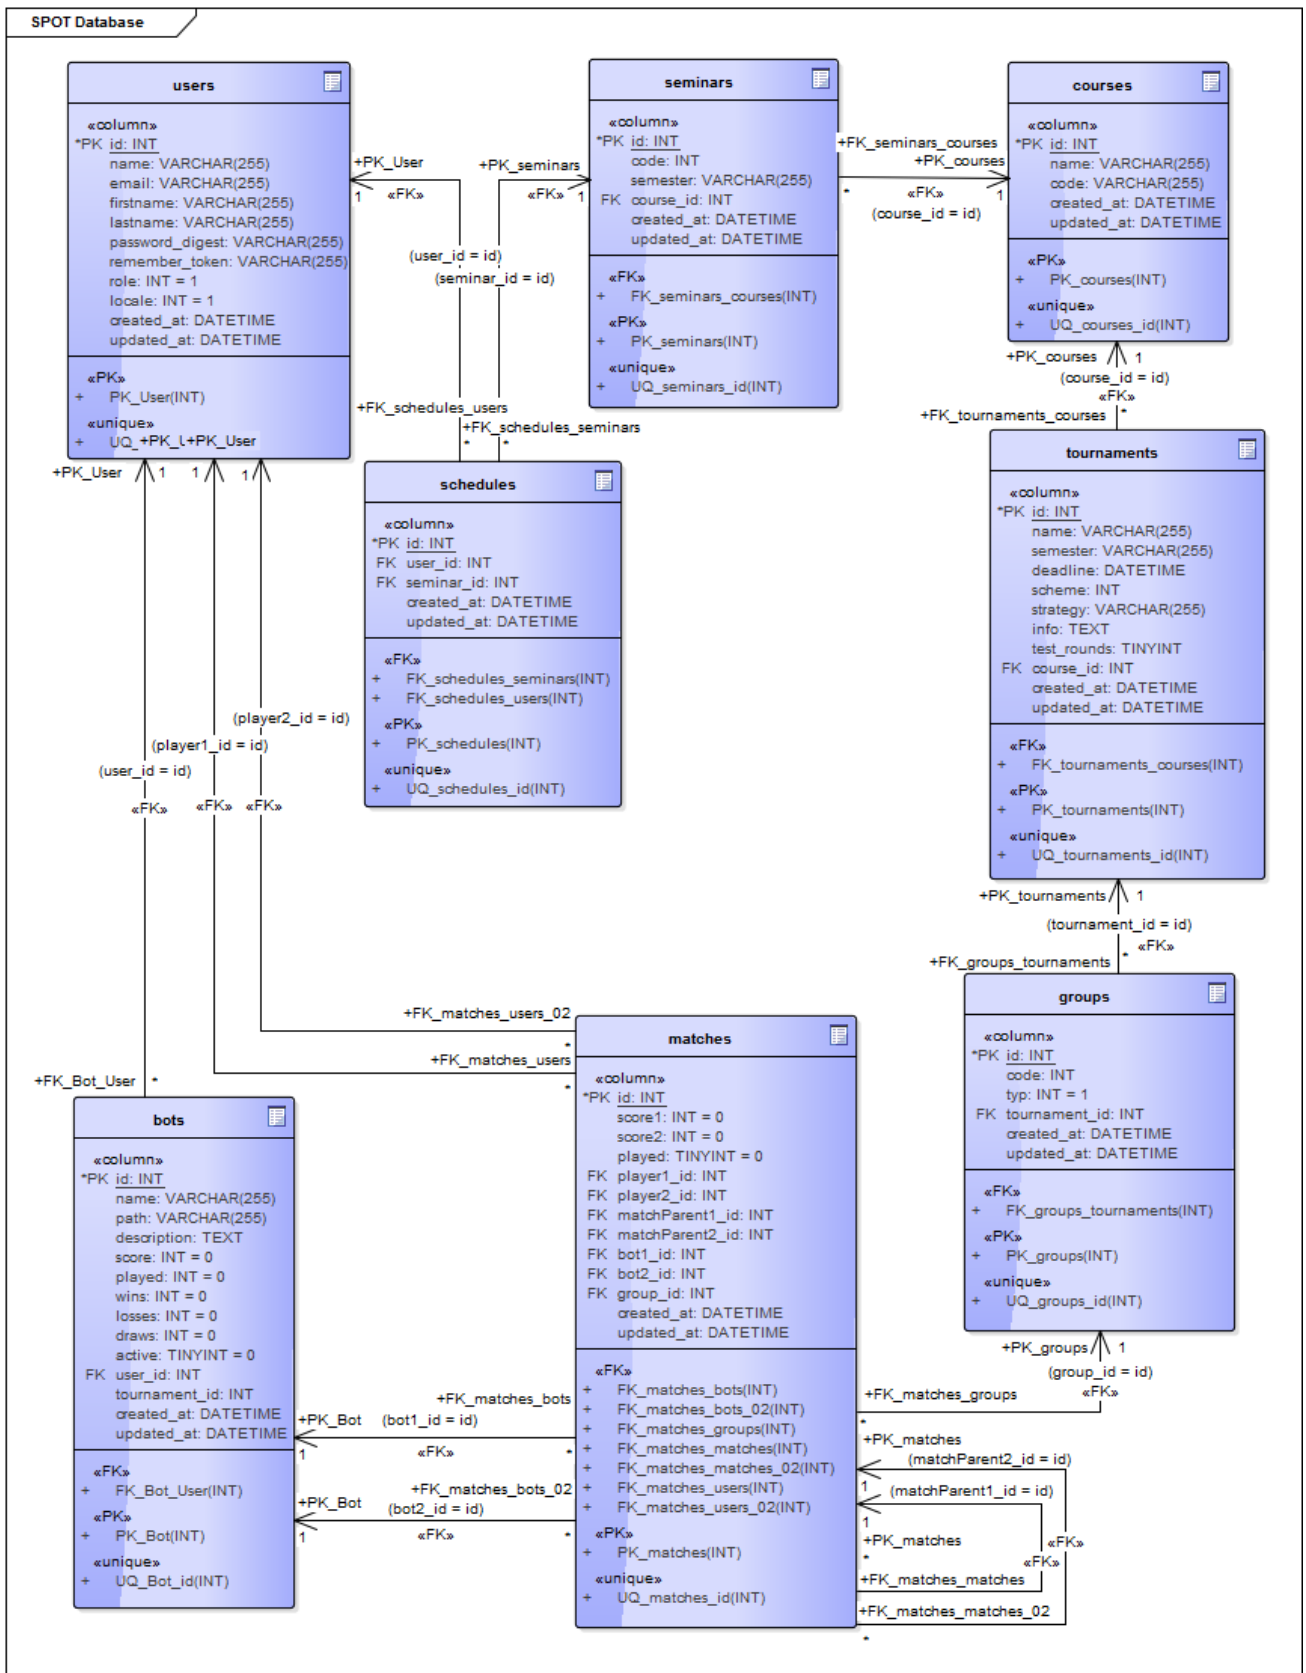 SPOT Database
users
«column»
*PK id: INT
name: VARCHAR(255)
email: VARCHAR(255)
firstname: VARCHAR(255)
lastname: VARCHAR(255)
password_digest: VARCHAR(255)
remember_token: VARCHAR(255)
role: INT = 1
locale: INT = 1
created_at: DATETIME
updated_at: DATETIME
«PK»
+ PK_User(INT)
«unique»
+ UQ_
+PK_U
+PK_User
+PK_User
1
1
1
seminars
«column»
*PK id: INT
code: INT
semester: VARCHAR(255)
FK course_id: INT
created_at: DATETIME
updated_at: DATETIME
«FK»
+ FK_seminars_courses(INT)
«PK»
+ PK_seminars(INT)
«unique»
+ UQ_seminars_id(INT)
courses
«column»
*PK id: INT
name: VARCHAR(255)
code: VARCHAR(255)
created_at: DATETIME
updated_at: DATETIME
«PK»
+ PK_courses(INT)
«unique»
+ UQ_courses_id(INT)
+PK_User
1
«FK»
(user_id = id)
+FK_schedules_users
*
+PK_seminars
«FK»
1
(seminar_id = id)
+FK_schedules_seminars
*
+FK_seminars_courses
+PK_courses
*
«FK»
1
(course_id = id)
+PK_courses
1
(course_id = id)
«FK»
+FK_tournaments_courses
*
schedules
«column»
*PK id: INT
FK user_id: INT
FK seminar_id: INT
created_at: DATETIME
updated_at: DATETIME
«FK»
+ FK_schedules_seminars(INT)
+ FK_schedules_users(INT)
«PK»
+ PK_schedules(INT)
«unique»
+ UQ_schedules_id(INT)
tournaments
«column»
*PK id: INT
name: VARCHAR(255)
semester: VARCHAR(255)
deadline: DATETIME
scheme: INT
strategy: VARCHAR(255)
info: TEXT
test_rounds: TINYINT
FK course_id: INT
created_at: DATETIME
updated_at: DATETIME
«FK»
+ FK_tournaments_courses(INT)
«PK»
+ PK_tournaments(INT)
«unique»
+ UQ_tournaments_id(INT)
(player2_id = id)
(player1_id = id)
(user_id = id)
«FK»
«FK»
«FK»
+PK_tournaments
1
(tournament_id = id)
«FK»
+FK_groups_tournaments
*
groups
«column»
*PK id: INT
code: INT
typ: INT = 1
FK tournament_id: INT
created_at: DATETIME
updated_at: DATETIME
«FK»
+ FK_groups_tournaments(INT)
«PK»
+ PK_groups(INT)
«unique»
+ UQ_groups_id(INT)
+FK_matches_users_02
*
+FK_matches_users
*
+FK_Bot_User
*
bots
«column»
*PK id: INT
name: VARCHAR(255)
path: VARCHAR(255)
description: TEXT
score: INT = 0
played: INT = 0
wins: INT = 0
losses: INT = 0
draws: INT = 0
active: TINYINT = 0
FK user_id: INT
tournament_id: INT
created_at: DATETIME
updated_at: DATETIME
«FK»
+ FK_Bot_User(INT)
«PK»
+ PK_Bot(INT)
«unique»
+ UQ_Bot_id(INT)
matches
«column»
*PK id: INT
score1: INT = 0
score2: INT = 0
played: TINYINT = 0
FK player1_id: INT
FK player2_id: INT
FK matchParent1_id: INT
FK matchParent2_id: INT
FK bot1_id: INT
FK bot2_id: INT
FK group_id: INT
created_at: DATETIME
updated_at: DATETIME
«FK»
+ FK_matches_bots(INT)
+ FK_matches_bots_02(INT)
+ FK_matches_groups(INT)
+ FK_matches_matches(INT)
+ FK_matches_matches_02(INT)
+ FK_matches_users(INT)
+ FK_matches_users_02(INT)
«PK»
+ PK_matches(INT)
«unique»
+ UQ_matches_id(INT)
+FK_matches_bots
+PK_Bot
(bot1_id = id)
1
«FK»
*
+FK_matches_bots_02
+PK_Bot
(bot2_id = id)
1
«FK»
*
+PK_groups
1
(group_id = id)
«FK»
+FK_matches_groups
*
+PK_matches
(matchParent2_id = id)
1
(matchParent1_id = id)
1
+PK_matches
«FK»
*
«FK»
+FK_matches_matches
+FK_matches_matches_02
*